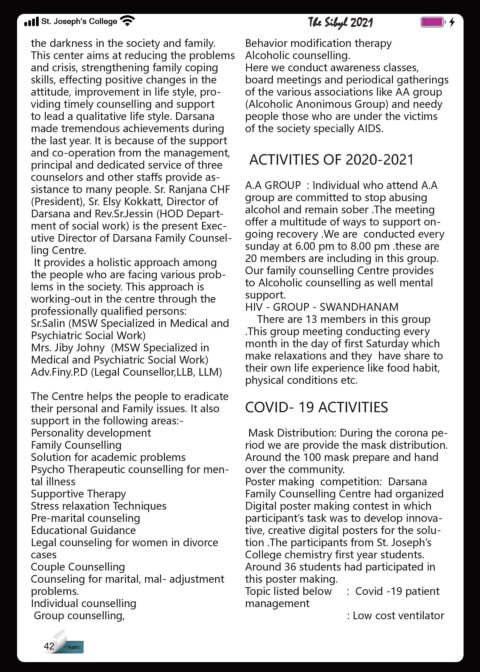 St. Joseph's College
The Sibyl 2021
the darkness in the society and family.
This center aims at reducing the problems
and crisis, strengthening family coping
skills, effecting positive changes in the
attitude, improvement in life style, pro-
viding timely counselling and support
to lead a qualitative life style. Darsana
made tremendous achievements during
the last year. It is because of the support
and co-operation from the management,
principal and dedicated service of three
counselors and other staffs provide as-
sistance to many people. Sr. Ranjana CHF
(President), Sr. Elsy Kokkatt, Director of
Darsana and Rev.Sr.Jessin (HOD Depart-
ment of social work) is the present Exec-
utive Director of Darsana Family Counsel-
ling Centre.
It provides a holistic approach among
the people who are facing various prob-
lems in the society. This approach is
working-out in the centre through the
professionally qualified persons:
Sr.Salin (MSW Specialized in Medical and
Psychiatric Social Work)
Mrs. Jiby Johny  (MSW Specialized in
Medical and Psychiatric Social Work)
Adv.Finy.P.D (Legal Counsellor,LLB, LLM)
The Centre helps the people to eradicate
their personal and Family issues. It also
support in the following areas:-
Personality development
Family Counselling
Solution for academic problems
Psycho Therapeutic counselling for men-
tal illness
Supportive Therapy
Stress relaxation Techniques
Pre-marital counseling
Educational Guidance
Legal counseling for women in divorce
cases
Couple Counselling
Counseling for marital, mal- adjustment
problems.
Individual counselling
Group counselling,
Behavior modification therapy
Alcoholic counselling.
Here we conduct awareness classes,
board meetings and periodical gatherings
of the various associations like AA group
(Alcoholic Anonimous Group) and needy
people those who are under the victims
of the society specially AIDS.
ACTIVITIES OF 2020-2021
A.A GROUP  : Individual who attend A.A
group are committed to stop abusing
alcohol and remain sober .The meeting
offer a multitude of ways to support on-
going recovery .We are  conducted every
sunday at 6.00 pm to 8.00 pm .these are
20 members are including in this group.
Our family counselling Centre provides
to Alcoholic counselling as well mental
support.
HIV - GROUP - SWANDHANAM
There are 13 members in this group
.This group meeting conducting every
month in the day of first Saturday which
make relaxations and they  have share to
their own life experience like food habit,
physical conditions etc.
COVID- 19 ACTIVITIES
Mask Distribution: During the corona pe-
riod we are provide the mask distribution.
Around the 100 mask prepare and hand
over the community.
Poster making  competition:  Darsana
Family Counselling Centre had organized
Digital poster making contest in which
participant's task was to develop innova-
tive, creative digital posters for the solu-
tion .The participants from St. Joseph's
College chemistry first year students.
Around 36 students had participated in
this poster making.
Topic listed below    :  Covid -19 patient
management
: Low cost ventilator
42